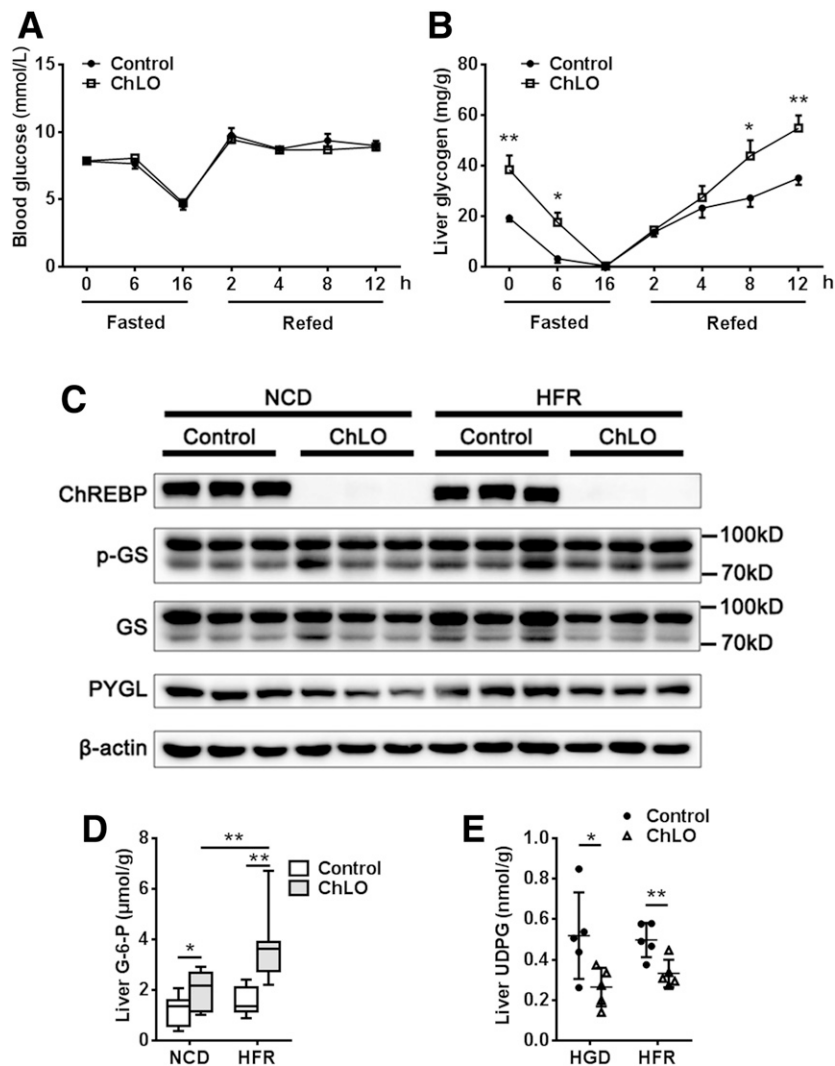 A
Control
ChLO
Blood glucose (mmol/L)
15
10
5
0
0 6 16 2 4 8 12 h
Fasted Refed
B
Control
ChLO
Liver glycogen (mg/g)
80
60
40
20
0
** * * **
0 6 16 2 4 8 12 h
Fasted Refed
C
NCD HFR
Control ChLO Control ChLO
ChREBP
p-GS 100kD
70kD
GS 100kD
70kD
PYGL
β-actin
D
Control
ChLO
Liver G-6-P (μmol/g)
8
6
4
2
0
**
**
*
NCD HFR
E
Control
ChLO
Liver UDPG (nmol/g)
1.0
0.8
0.6
0.4
0.2
0.0
*
**
HGD HFR